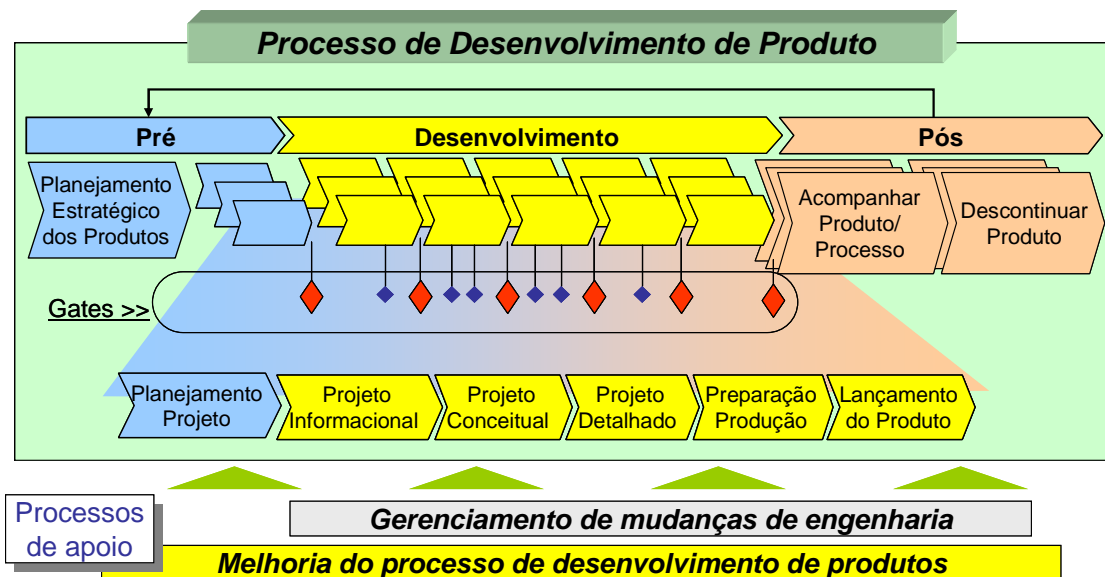 Processo de Desenvolvimento de Produto
Pré
Desenvolvimento
Pós
Planejamento
Estratégico
dos Produtos
Acompanhar
Produto/
Processo
Descontinuar
Produto
Gates >>
Planejamento
Projeto
Projeto
Informacional
Projeto
Conceitual
Projeto
Detalhado
Preparação
Produção
Lançamento
do Produto
Processos
de apoio
Gerenciamento de mudanças de engenharia
Melhoria do processo de desenvolvimento de produtos